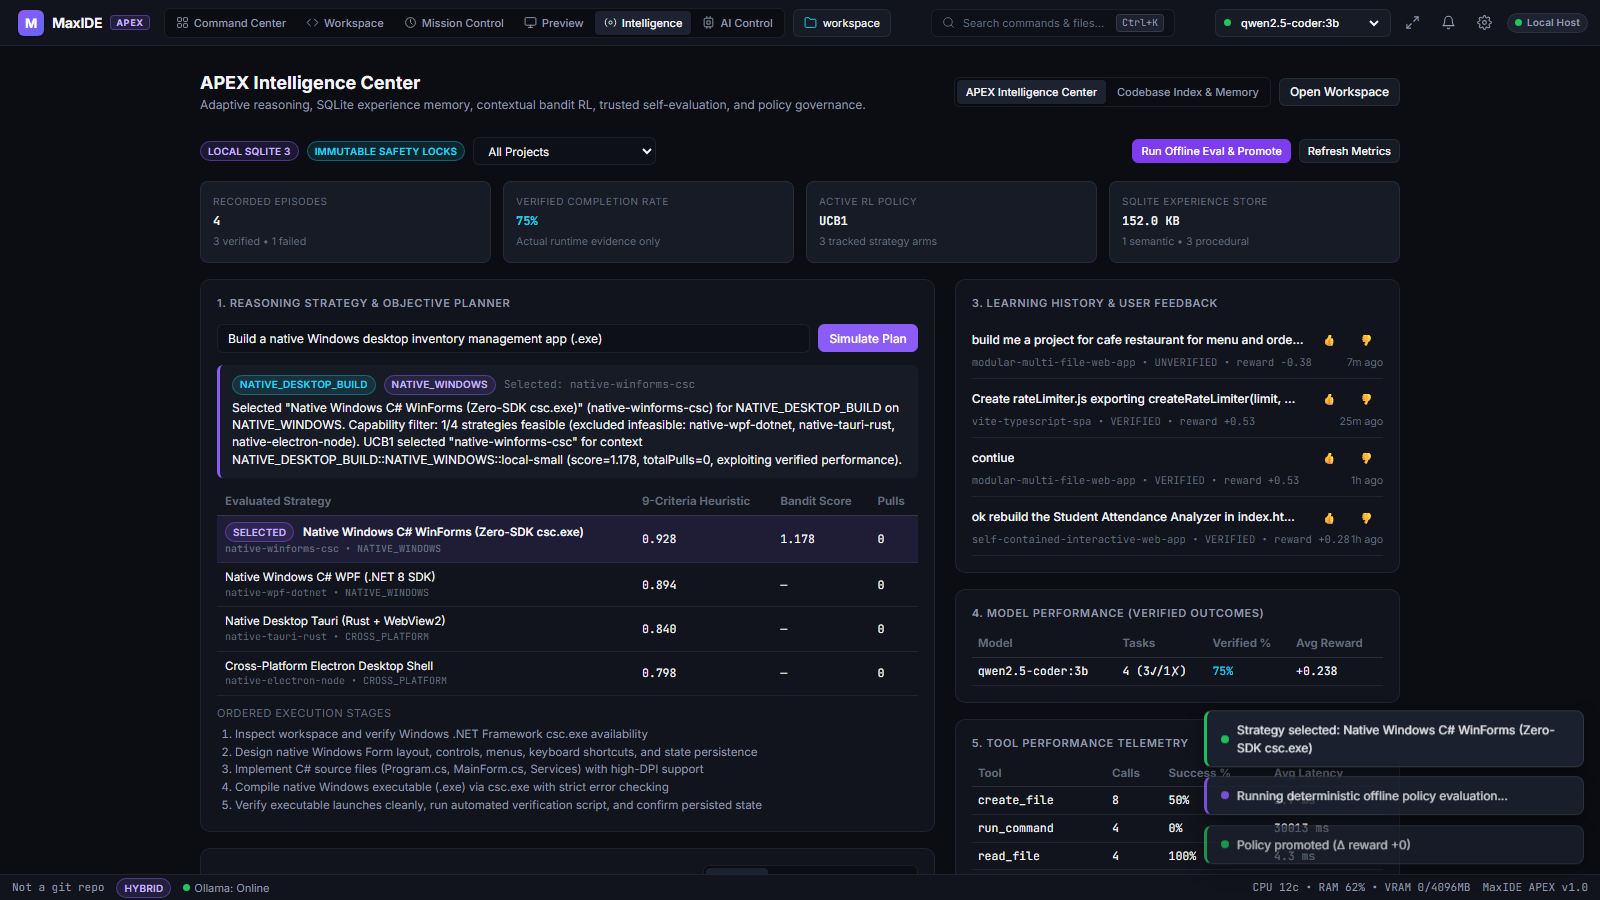 M MaxIDE APEX Command Center Workspace Mission Control Preview Intelligence AI Control workspace Search commands & files... Ctrl+K qwen2.5-coder:3b Local Host
APEX Intelligence Center
Adaptive reasoning, SQLite experience memory, contextual bandit RL, trusted self-evaluation, and policy governance.
APEX Intelligence Center Codebase Index & Memory Open Workspace
LOCAL SQLITE 3 IMMUTABLE SAFETY LOCKS All Projects Run Offline Eval & Promote Refresh Metrics
RECORDED EPISODES
4
3 verified • 1 failed
VERIFIED COMPLETION RATE
75%
Actual runtime evidence only
ACTIVE RL POLICY
UCB1
3 tracked strategy arms
SQLITE EXPERIENCE STORE
152.0 KB
1 semantic • 3 procedural
1. REASONING STRATEGY & OBJECTIVE PLANNER
Build a native Windows desktop inventory management app (.exe) Simulate Plan
NATIVE_DESKTOP_BUILD NATIVE_WINDOWS Selected: native-winforms-csc
Selected "Native Windows C# WinForms (Zero-SDK csc.exe)" (native-winforms-csc) for NATIVE_DESKTOP_BUILD on
NATIVE_WINDOWS. Capability filter: 1/4 strategies feasible (excluded infeasible: native-wpf-dotnet, native-tauri-rust,
native-electron-node). UCB1 selected "native-winforms-csc" for context
NATIVE_DESKTOP_BUILD::NATIVE_WINDOWS::local-small (score=1.178, totalPulls=0, exploiting verified performance).
Evaluated Strategy 9-Criteria Heuristic Bandit Score Pulls
SELECTED Native Windows C# WinForms (Zero-SDK csc.exe) 0.928 1.178 0
native-winforms-csc • NATIVE_WINDOWS
Native Windows C# WPF (.NET 8 SDK) 0.894 — 0
native-wpf-dotnet • NATIVE_WINDOWS
Native Desktop Tauri (Rust + WebView2) 0.840 — 0
native-tauri-rust • CROSS_PLATFORM
Cross-Platform Electron Desktop Shell 0.798 — 0
native-electron-node • CROSS_PLATFORM
ORDERED EXECUTION STAGES
1. Inspect workspace and verify Windows .NET Framework csc.exe availability
2. Design native Windows Form layout, controls, menus, keyboard shortcuts, and state persistence
3. Implement C# source files (Program.cs, MainForm.cs, Services) with high-DPI support
4. Compile native Windows executable (.exe) via csc.exe with strict error checking
5. Verify executable launches cleanly, run automated verification script, and confirm persisted state
3. LEARNING HISTORY & USER FEEDBACK
build me a project for cafe restaurant for menu and orde...
modular-multi-file-web-app • UNVERIFIED • reward -0.38 7m ago
Create rateLimiter.js exporting createRateLimiter(limit, ...
vite-typescript-spa • VERIFIED • reward +0.53 25m ago
contiue
modular-multi-file-web-app • VERIFIED • reward +0.53 1h ago
ok rebuild the Student Attendance Analyzer in index.ht...
self-contained-interactive-web-app • VERIFIED • reward +0.281h ago
4. MODEL PERFORMANCE (VERIFIED OUTCOMES)
Model Tasks Verified % Avg Reward
qwen2.5-coder:3b 4 (3✓/1✗) 75% +0.238
5. TOOL PERFORMANCE TELEMETRY
Tool Calls Success % Avg Latency
create_file 8 50%
run_command 4 0% 30013 ms
read_file 4 100% 4.3 ms
Strategy selected: Native Windows C# WinForms (Zero-
SDK csc.exe)
Running deterministic offline policy evaluation...
Policy promoted (Δ reward +0)
Not a git repo HYBRID Ollama: Online CPU 12c • RAM 62% • VRAM 0/4096MB MaxIDE APEX v1.0